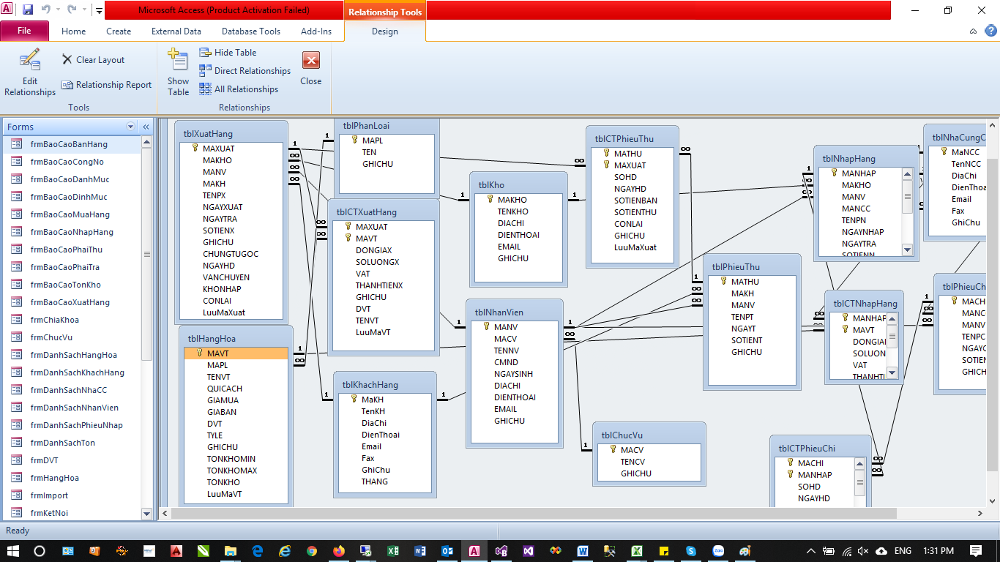 Microsoft Access (Product Activation Failed)
Relationship Tools
File
Home
Create
External Data
Database Tools
Add-Ins
Design
Edit Relationships
Clear Layout
Relationship Report
Tools
Show Table
Hide Table
Direct Relationships
All Relationships
Relationships
Close
Forms
frmBaoCaoBanHang
frmBaoCaoCongNo
frmBaoCaoDanhMuc
frmBaoCaoDinhMuc
frmBaoCaoMuaHang
frmBaoCaoNhapHang
frmBaoCaoPhaiThu
frmBaoCaoPhaiTra
frmBaoCaoTonKho
frmBaoCaoXuatHang
frmChiaKhoa
frmChucVu
frmDanhSachHangHoa
frmDanhSachKhachHang
frmDanhSachNhaCC
frmDanhSachNhanVien
frmDanhSachPhieuNhap
frmDanhSachTon
frmDVT
frmHangHoa
frmImport
frmKetNoi
tblXuatHang
MAXUAT
MAKHO
MANV
MAKH
TENPX
NGAYXUAT
NGAYTRA
SOTIENX
GHICHU
CHUNGTUGOC
NGAYHD
VANCHUYEN
KHONHAP
CONLAI
LuuMaXuat
tblHangHoa
MAVT
MAPL
TENVT
QUICACH
GIAMUA
GIABAN
DVT
TYLE
GHICHU
TONKHOMIN
TONKHOMAX
TONKHO
LuuMaVT
tblPhanLoai
MAPL
TEN
GHICHU
tblCTXuatHang
MAXUAT
MAVT
DONGIAX
SOLUONGX
VAT
THANHTIENX
GHICHU
DVT
TENVT
LuuMaVT
tblKhachHang
MaKH
TenKH
DiaChi
DienThoai
Email
Fax
GhiChu
THANG
tblKho
MAKHO
TENKHO
DIACHI
DIENTHOAI
EMAIL
GHICHU
tblNhanVien
MANV
MACV
TENNV
CMND
NGAYSINH
DIACHI
DIENTHOAI
EMAIL
GHICHU
tblCTPhieuThu
MATHU
MAXUAT
SOHD
NGAYHD
SOTIENBAN
SOTIENTHU
CONLAI
GHICHU
LuuMaXuat
tblChucVu
MACV
TENCV
GHICHU
tblPhieuThu
MATHU
MAKH
MANV
TENPT
NGAYT
SOTIENT
GHICHU
tblNhapHang
MANHAP
MAKHO
MANV
MANCC
TENPN
NGAYNHAP
NGAYTRA
SOTIENN
tblCTNhapHang
MANHAP
MAVT
DONGIA
SOLUON
VAT
THANHTI
tblCTPhieuChi
MACHI
MANHAP
SOHD
NGAYHD
tblNhaCungC
MaNCC
TenNCC
DiaChi
DienThoa
Email
Fax
GhiChu
tblPhieuCh
MACH
MANC
MANV
TENPC
NGAYC
SOTIEN
GHICH
Ready
ENG
1:31 PM